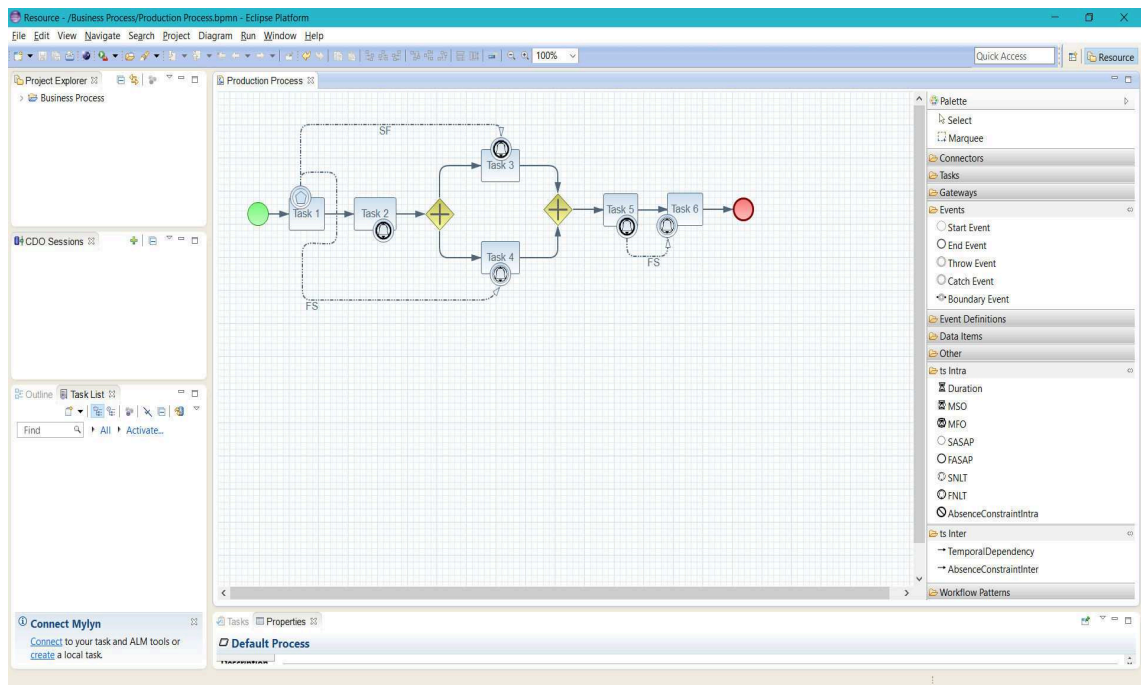 Resource - /Business Process/Production Process.bpmn - Eclipse Platform
File Edit View Navigate Search Project Diagram Run Window Help
100%
Quick Access
Resource
Project Explorer
Business Process
CDO Sessions
Outline Task List
Find All Activate...
Connect Mylyn
Connect to your task and ALM tools or
create a local task.
Production Process
SF
Task 3
Task 1
Task 2
Task 5
Task 6
Task 4
FS
FS
Palette
Select
Marquee
Connectors
Tasks
Gateways
Events
Start Event
End Event
Throw Event
Catch Event
Boundary Event
Event Definitions
Data Items
Other
ts Intra
Duration
MSO
MFO
SASAP
FASAP
SNLT
FNLT
AbsenceConstraintIntra
ts Inter
TemporalDependency
AbsenceConstraintInter
Workflow Patterns
Tasks Properties
Default Process
Description